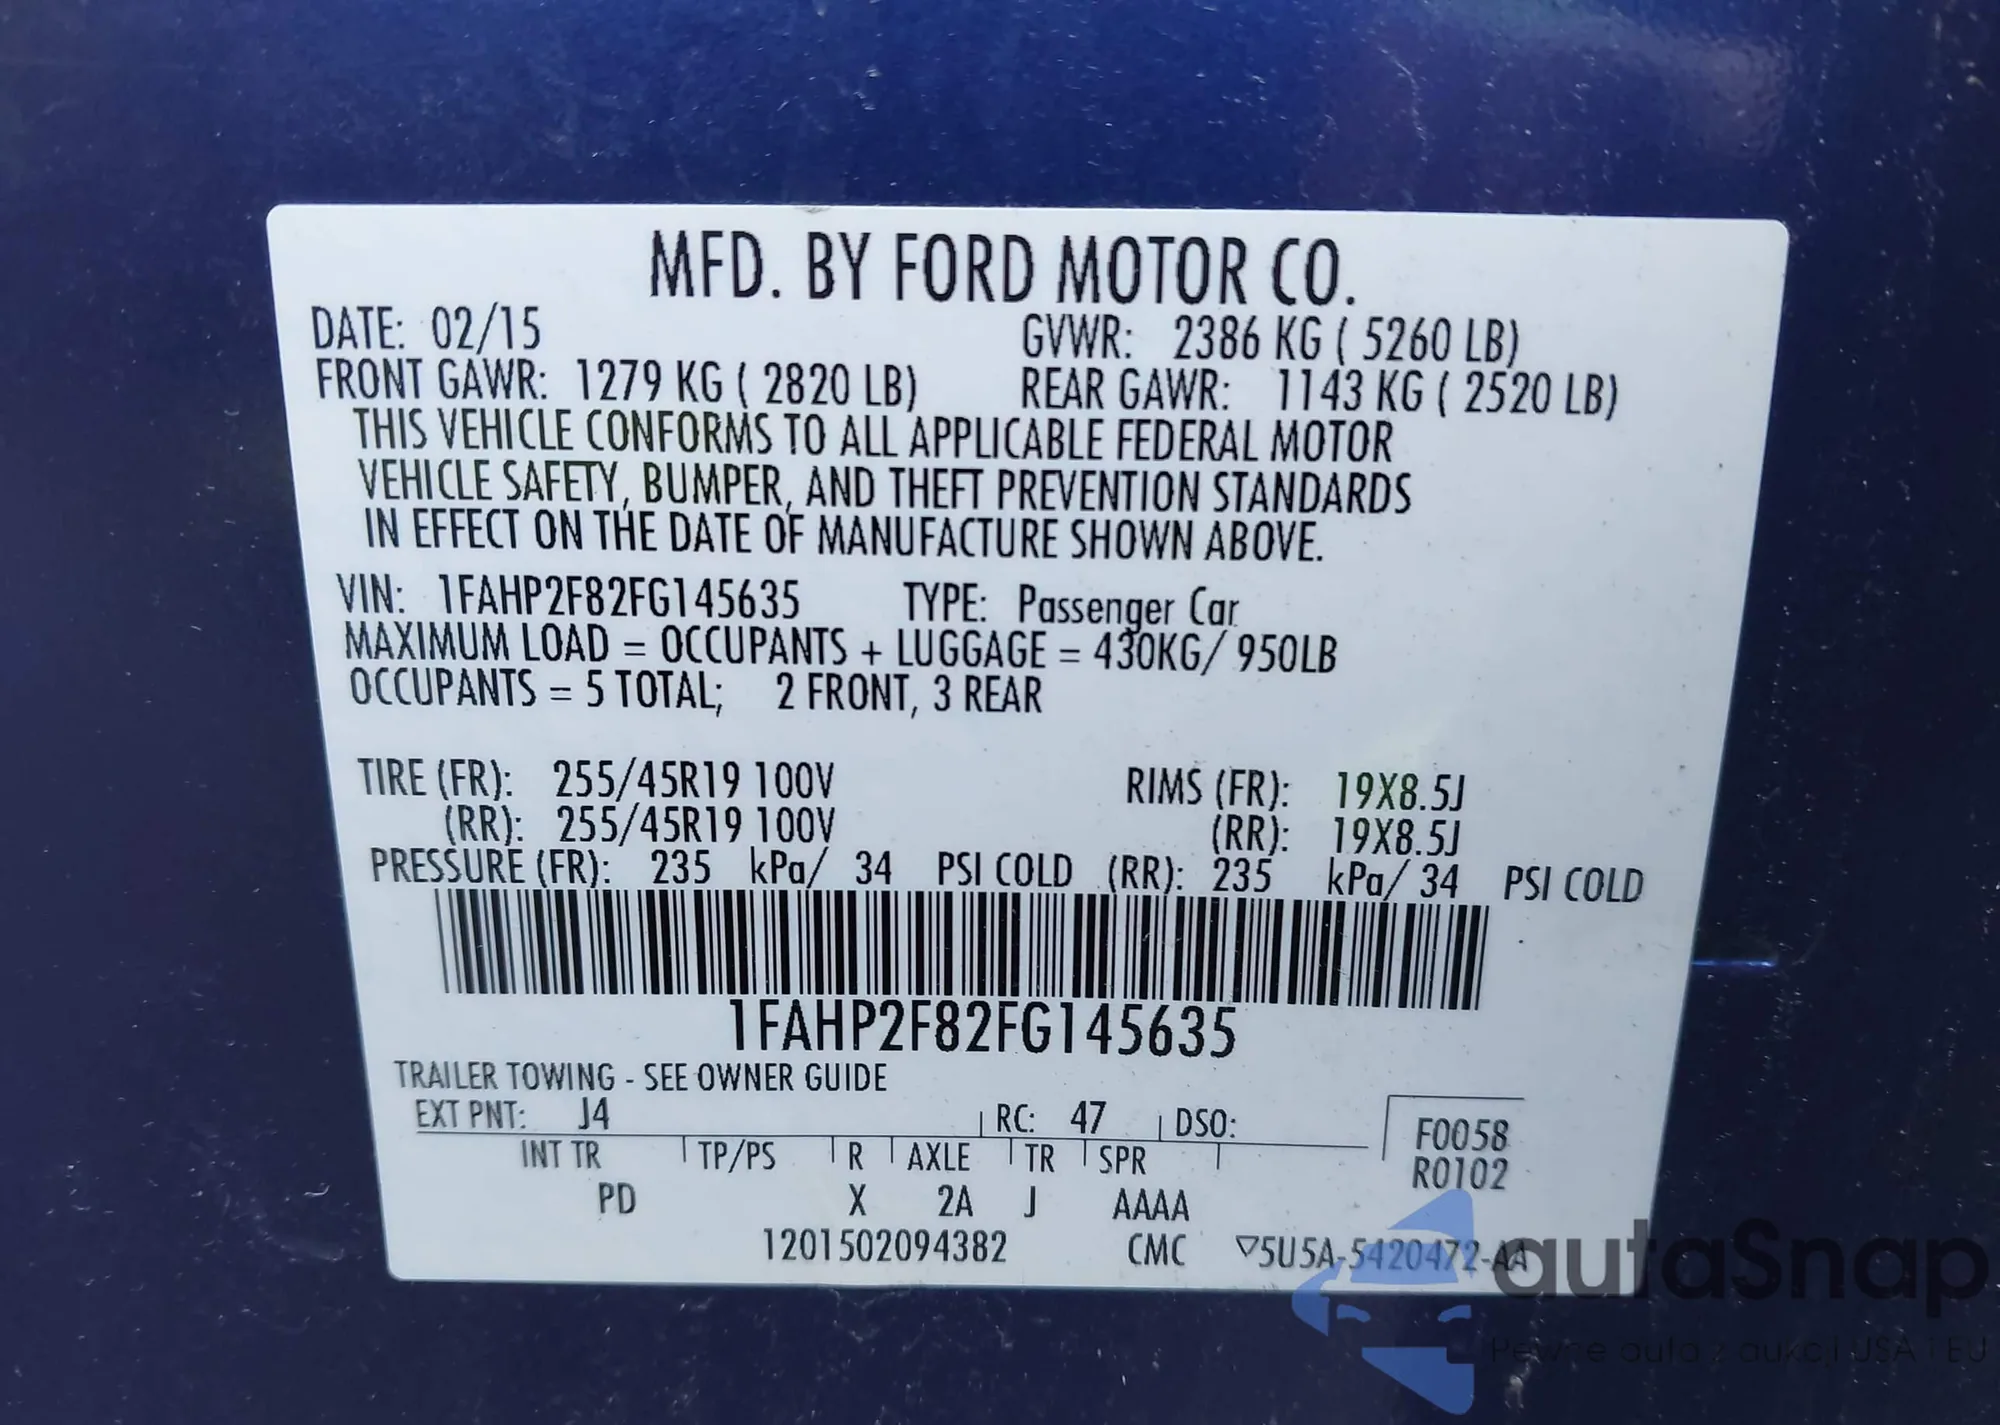 MFD. BY FORD MOTOR CO.
DATE: 02/15 GVWR: 2386 KG ( 5260 LB)
FRONT GAWR: 1279 KG ( 2820 LB) REAR GAWR: 1143 KG ( 2520 LB)
THIS VEHICLE CONFORMS TO ALL APPLICABLE FEDERAL MOTOR
VEHICLE SAFETY, BUMPER, AND THEFT PREVENTION STANDARDS
IN EFFECT ON THE DATE OF MANUFACTURE SHOWN ABOVE.
VIN: 1FAHP2F82FG145635 TYPE: Passenger Car
MAXIMUM LOAD = OCCUPANTS + LUGGAGE = 430KG/ 950LB
OCCUPANTS = 5 TOTAL; 2 FRONT, 3 REAR
TIRE (FR): 255/45R19 100V RIMS (FR): 19X8.5J
(RR): 255/45R19 100V (RR): 19X8.5J
PRESSURE (FR): 235 kPa/ 34 PSI COLD (RR): 235 kPa/ 34 PSI COLD
1FAHP2F82FG145635
TRAILER TOWING - SEE OWNER GUIDE
EXT PNT: J4 RC: 47 DSO: F0058
INT TR TP/PS R AXLE TR SPR R0102
PD X 2A J AAAA
1201502094382 CMC ▽5U5A-5420472-AA
autaSnap
Pewne auta z aukcji USA i EU